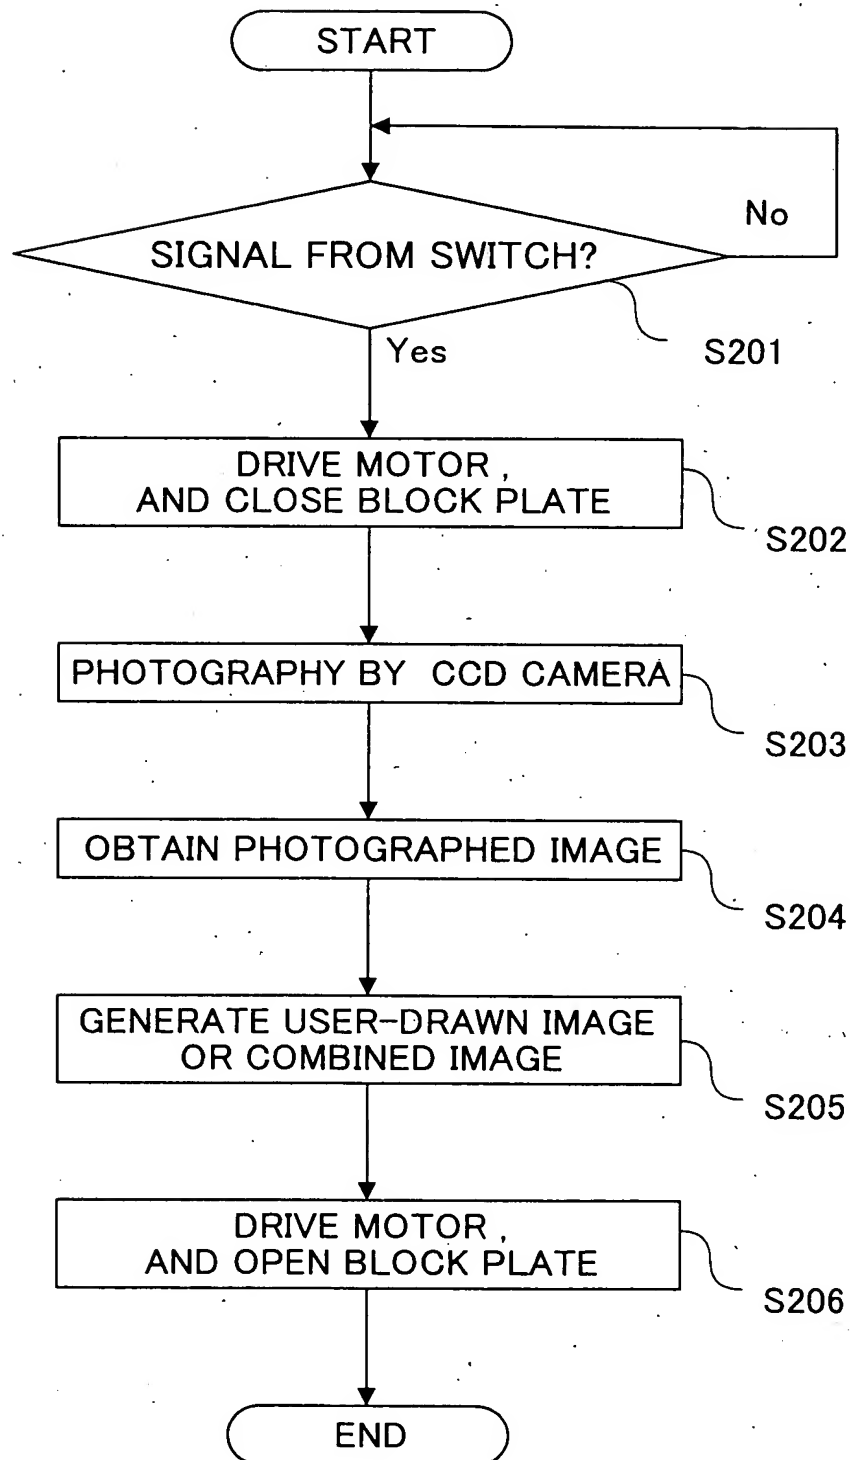 START
No
SIGNAL FROM SWITCH?
Yes
S201
DRIVE MOTOR ,
AND CLOSE BLOCK PLATE
S202
PHOTOGRAPHY BY CCD CAMERA
S203
OBTAIN PHOTOGRAPHED IMAGE
S204
GENERATE USER-DRAWN IMAGE
OR COMBINED IMAGE
S205
DRIVE MOTOR ,
AND OPEN BLOCK PLATE
S206
END